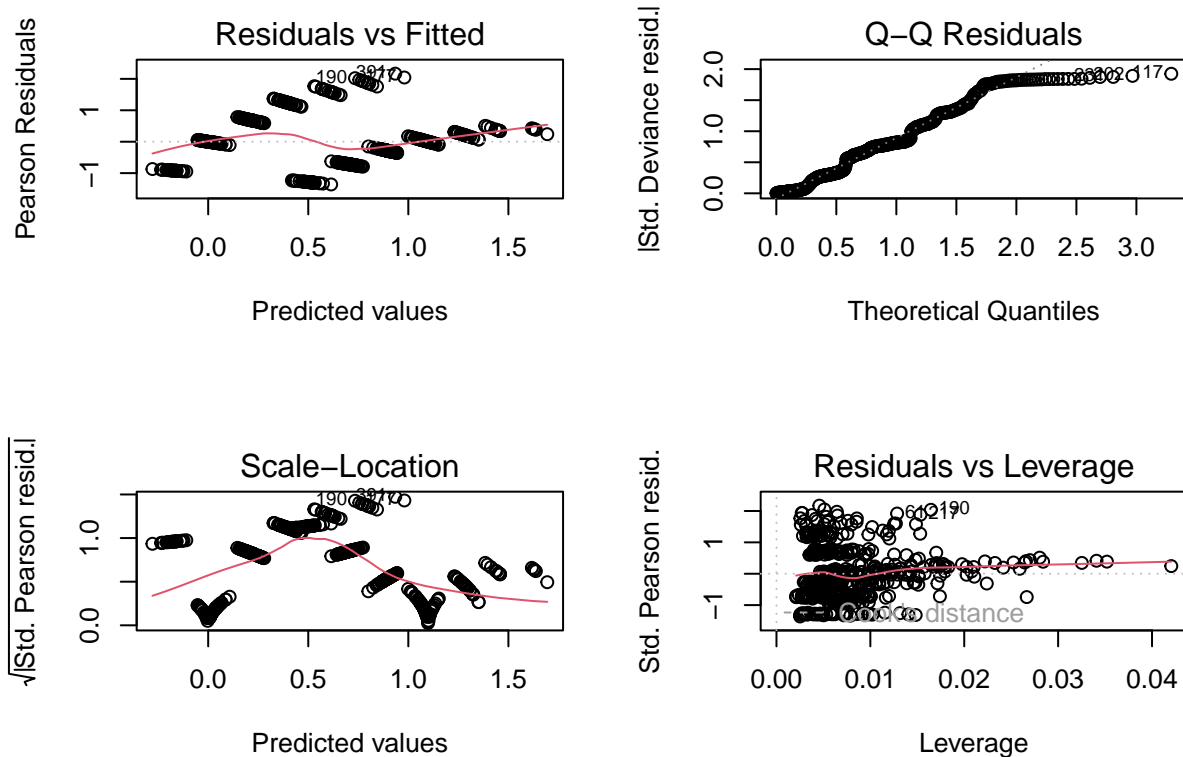 Residuals vs Fitted
Pearson Residuals
−1
1
190
0.0
0.5
1.0
1.5
Predicted values
Q−Q Residuals
|Std. Deviance resid.|
0.0
1.0
2.0
117
0.0
0.5
1.0
1.5
2.0
2.5
3.0
Theoretical Quantiles
Scale−Location
√|Std. Pearson resid.|
0.0
1.0
190
0.0
0.5
1.0
1.5
Predicted values
Residuals vs Leverage
Std. Pearson resid.
−1
1
190
217
Cook's distance
0.00
0.01
0.02
0.03
0.04
Leverage